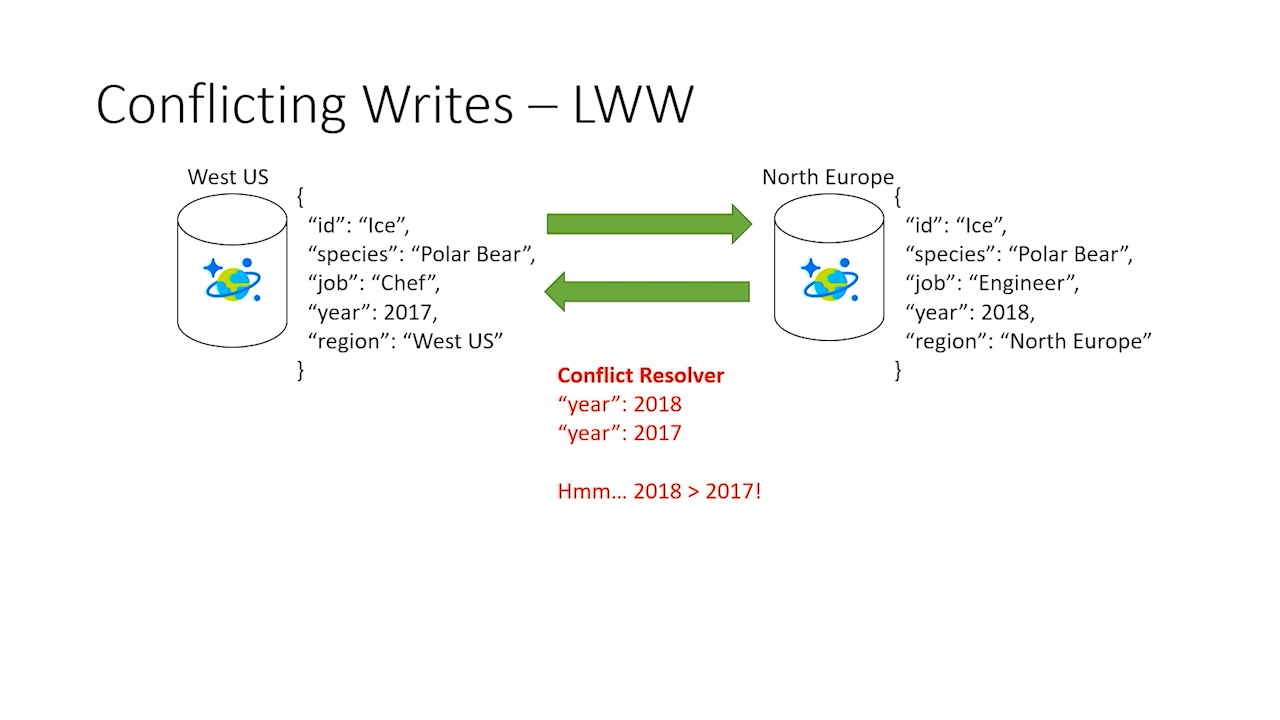 Conflicting Writes – LWW
West US
{
“id”: “Ice”,
“species”: “Polar Bear”,
“job”: “Chef”,
“year”: 2017,
“region”: “West US”
}
North Europe
{
“id”: “Ice”,
“species”: “Polar Bear”,
“job”: “Engineer”,
“year”: 2018,
“region”: “North Europe”
}
Conflict Resolver
“year”: 2018
“year”: 2017
Hmm… 2018 > 2017!